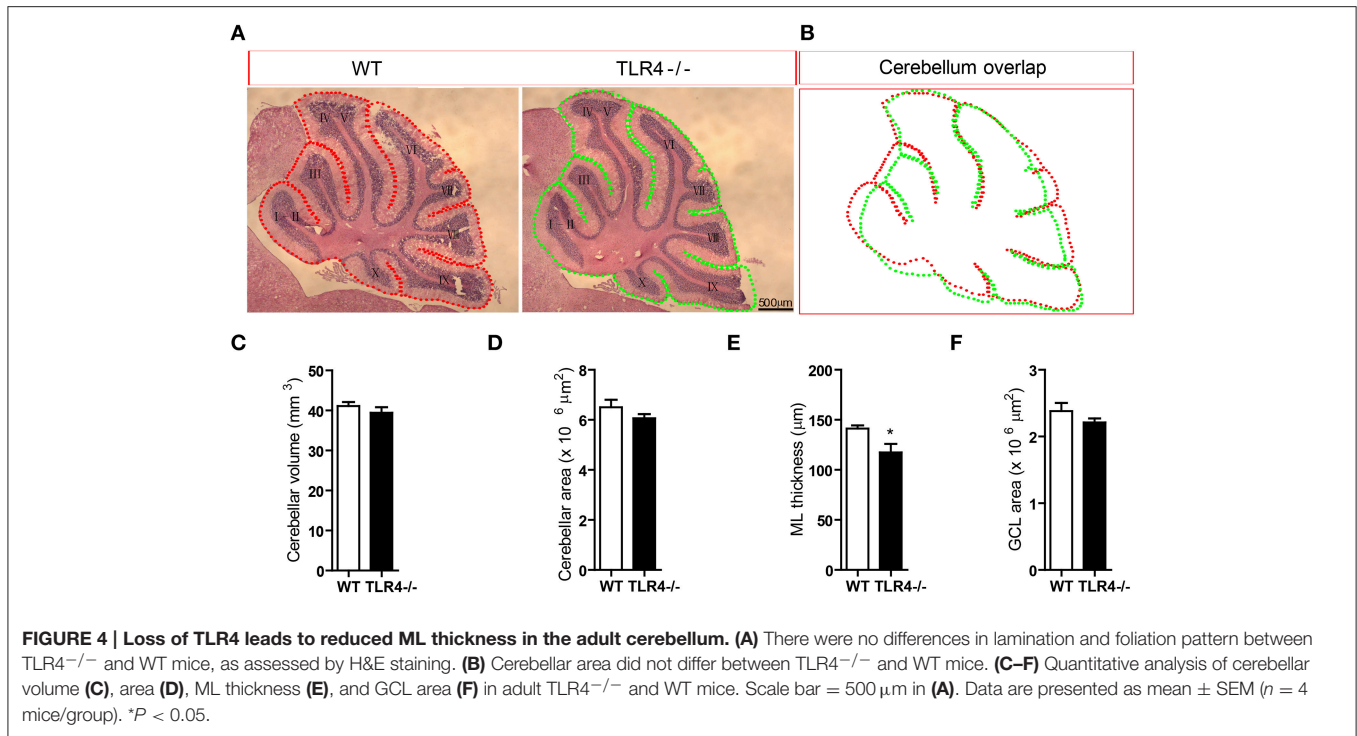 A
B
WT
TLR4-/-
Cerebellum overlap
IV
V
VI
III
VII
I - II
VIII
X
IX
IV
V
VI
III
VII
I - II
VIII
X
IX
500μm
C
D
E
F
Cerebellar volume (mm 3)
50
40
30
20
10
0
WT TLR4-/-
Cerebellar area (x 10 6 μm2)
8
6
4
2
0
WT TLR4-/-
ML thickness (μm)
200
150
100
50
0
*
WT TLR4-/-
GCL area (x 10 6 μm2)
3
2
1
0
WT TLR4-/-
FIGURE 4 | Loss of TLR4 leads to reduced ML thickness in the adult cerebellum. (A) There were no differences in lamination and foliation pattern between
TLR4−/− and WT mice, as assessed by H&E staining. (B) Cerebellar area did not differ between TLR4−/− and WT mice. (C–F) Quantitative analysis of cerebellar
volume (C), area (D), ML thickness (E), and GCL area (F) in adult TLR4−/− and WT mice. Scale bar = 500 μm in (A). Data are presented as mean ± SEM (n = 4
mice/group). *P < 0.05.